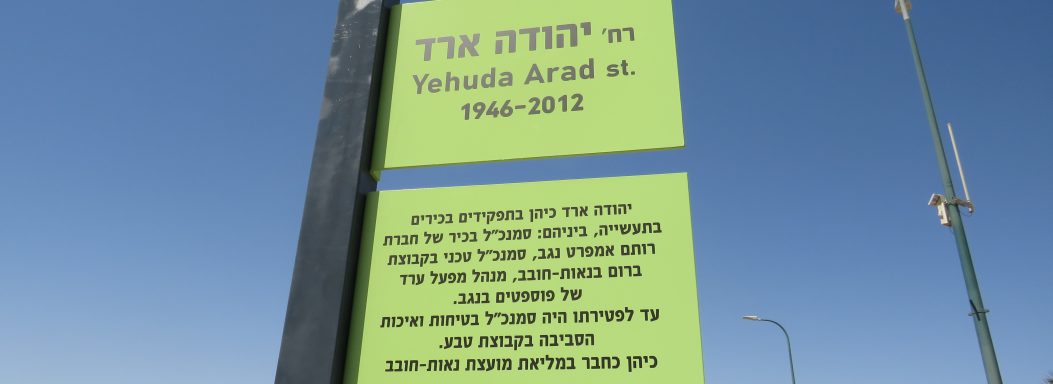 רח' יהודה ארד
Yehuda Arad st.
1946-2012
יהודה ארד כיהן בתפקידים בכירים
בתעשייה, ביניהם: סמנכ"ל בכיר של חברת
רותם אמפרט נגב, סמנכ"ל טכני בקבוצת
ברום בנאות-חובב, מנהל מפעל ערד
של פוספטים בנגב.
עד לפטירתו היה סמנכ"ל בטיחות ואיכות
הסביבה בקבוצת טבע.
כיהן כחבר במליאת מועצת נאות-חובב